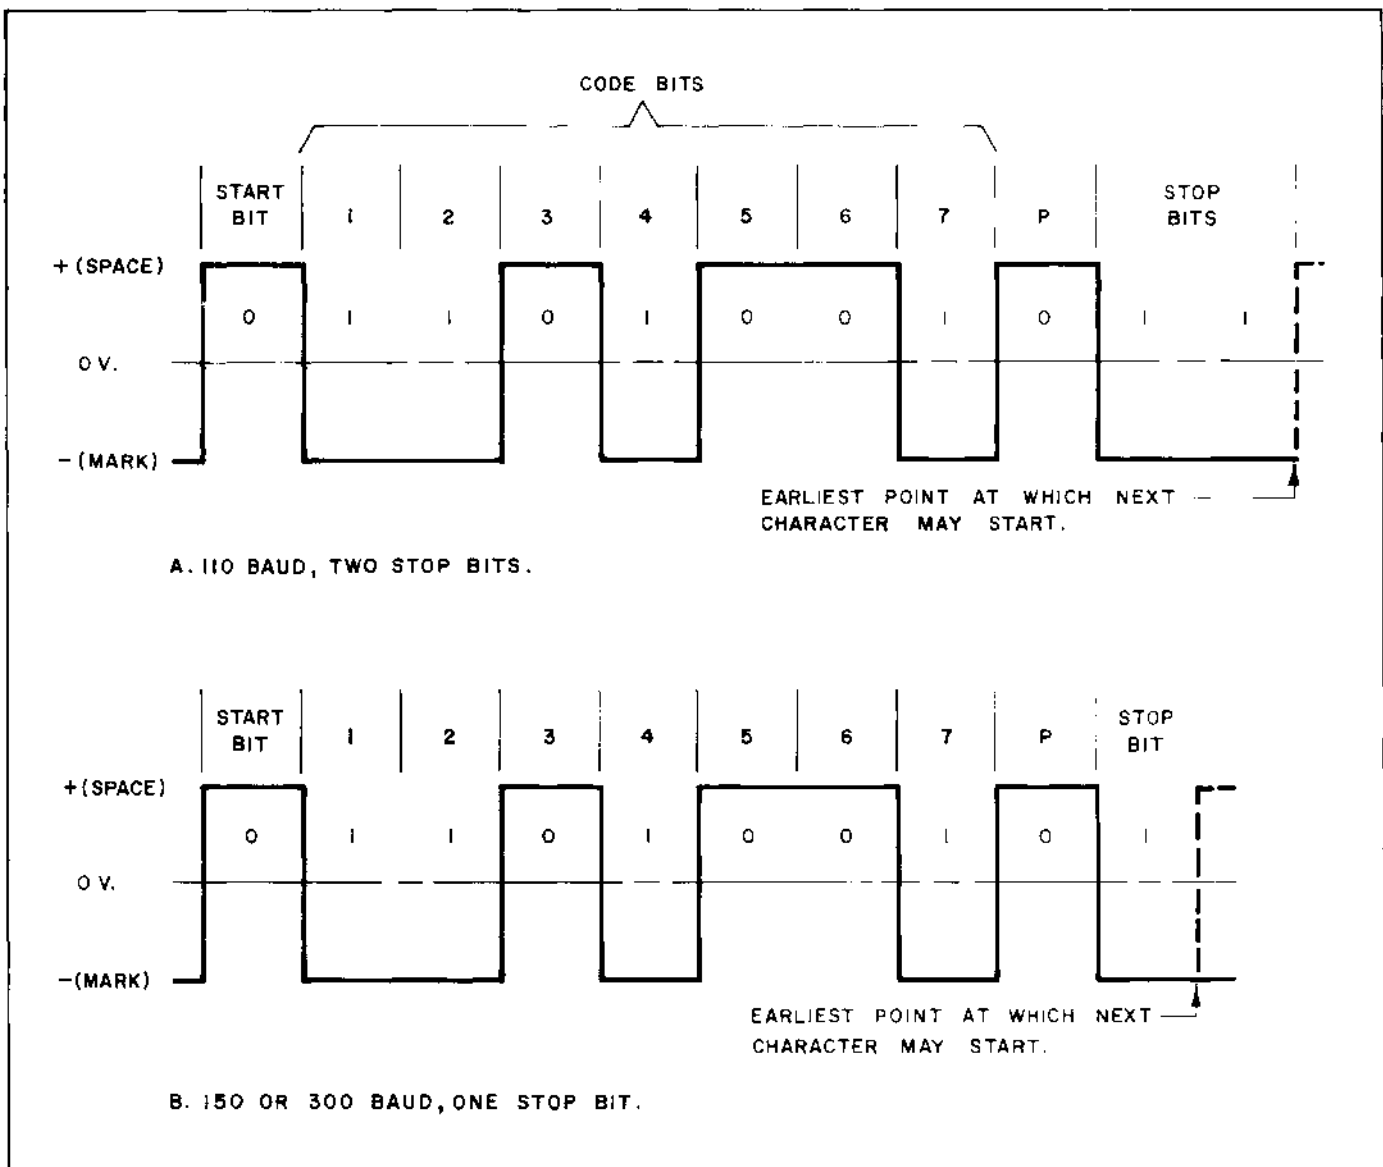 CODE BITS
START BIT 1 2 3 4 5 6 7 P STOP BITS
+(SPACE)
0 1 1 0 1 0 0 1 0 1 1
0 V.
-(MARK)
EARLIEST POINT AT WHICH NEXT
CHARACTER MAY START.
A. 110 BAUD, TWO STOP BITS.
START BIT 1 2 3 4 5 6 7 P STOP BIT
+(SPACE)
0 1 1 0 1 0 0 1 0 1
0 V.
-(MARK)
EARLIEST POINT AT WHICH NEXT
CHARACTER MAY START.
B. 150 OR 300 BAUD, ONE STOP BIT.